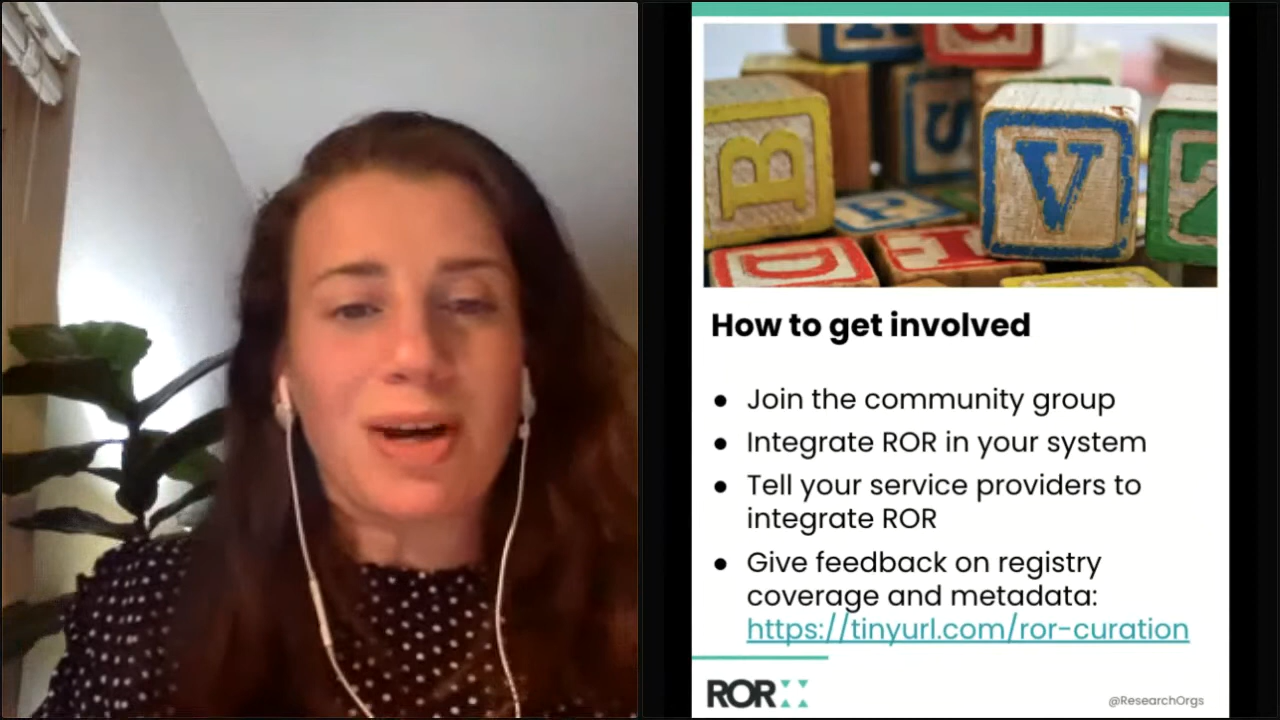 B
S
V
Z
How to get involved
● Join the community group
● Integrate ROR in your system
● Tell your service providers to
integrate ROR
● Give feedback on registry
coverage and metadata:
https://tinyurl.com/ror-curation
ROR
@ResearchOrgs